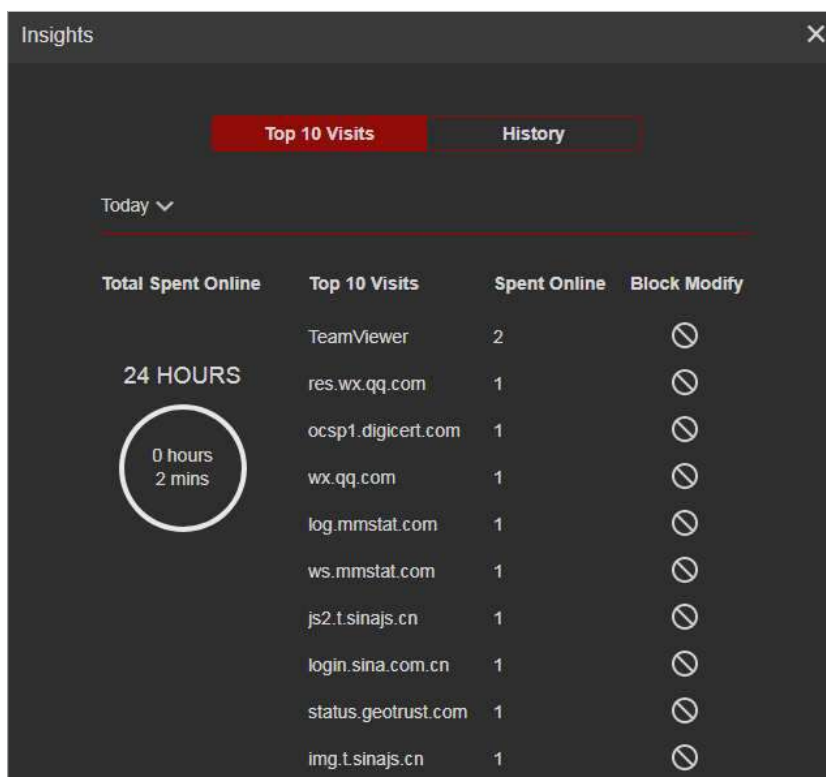 Insights
Top 10 Visits History
Today
Total Spent Online Top 10 Visits Spent Online Block Modify
TeamViewer 2
24 HOURS
res.wx.qq.com 1
ocsp1.digicert.com 1
0 hours
2 mins
wx.qq.com 1
log.mmstat.com 1
ws.mmstat.com 1
js2.t.sinajs.cn 1
login.sina.com.cn 1
status.geotrust.com 1
img.t.sinajs.cn 1